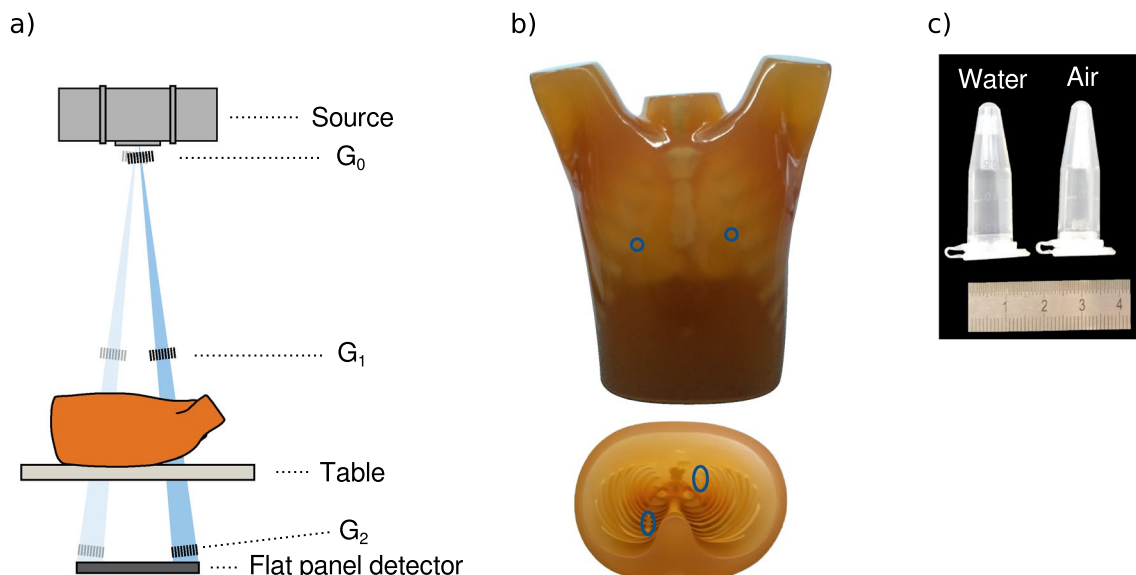 a)
Source
G₀
G₁
Table
G₂
Flat panel detector
b)
c)
Water Air
1 2 3 4